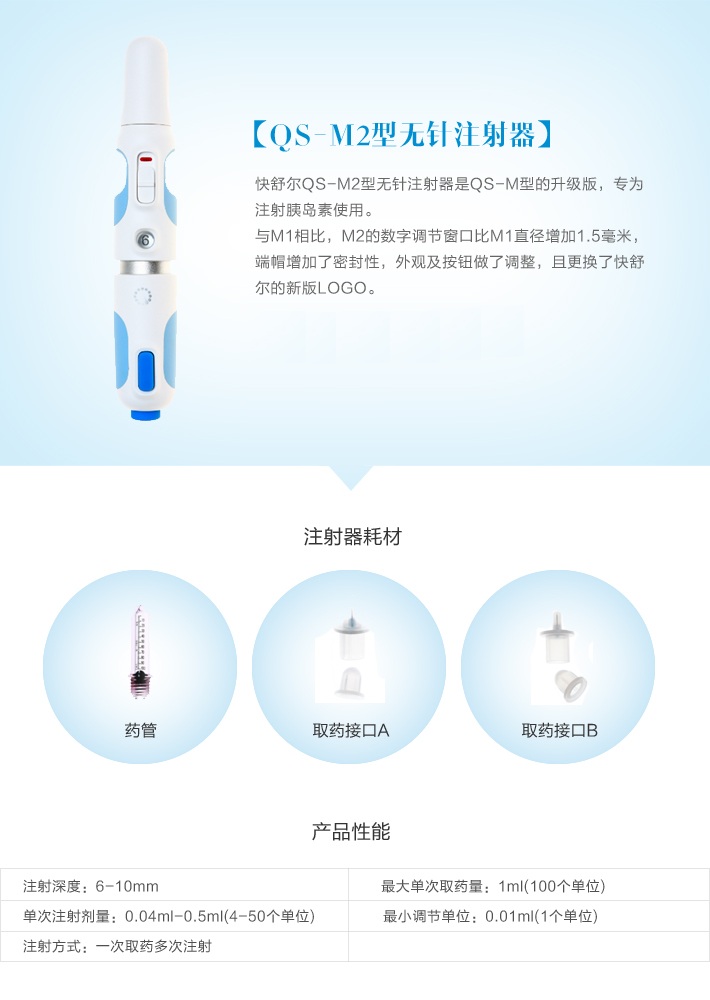 【QS-M2型无针注射器】
快舒尔QS-M2型无针注射器是QS-M型的升级版，专为
注射胰岛素使用。
与M1相比，M2的数字调节窗口比M1直径增加1.5毫米，
端帽增加了密封性，外观及按钮做了调整，且更换了快舒
尔的新版LOGO。
6
注射器耗材
药管
取药接口A
取药接口B
产品性能
注射深度：6-10mm
最大单次取药量：1ml(100个单位)
单次注射剂量：0.04ml-0.5ml(4-50个单位)
最小调节单位：0.01ml(1个单位)
注射方式：一次取药多次注射